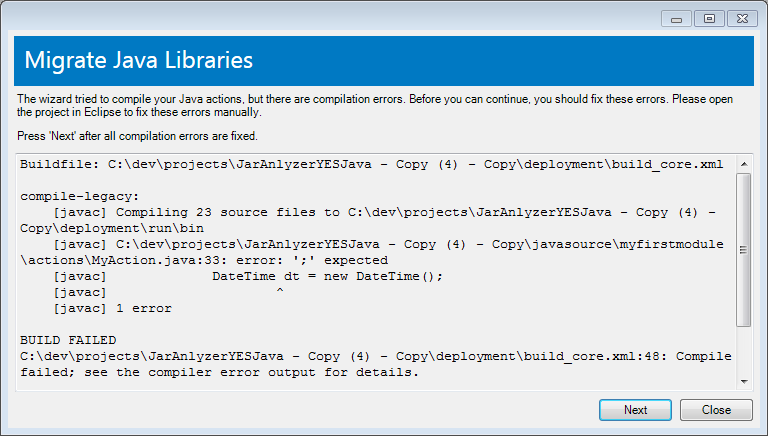 Migrate Java Libraries
The wizard tried to compile your Java actions, but there are compilation errors. Before you can continue, you should fix these errors. Please open
the project in Eclipse to fix these errors manually.
Press 'Next' after all compilation errors are fixed.
Buildfile: C:\dev\projects\JarAnlyzerYESJava - Copy (4) - Copy\deployment\build_core.xml
compile-legacy:
[javac] Compiling 23 source files to C:\dev\projects\JarAnlyzerYESJava - Copy (4) -
Copy\deployment\run\bin
[javac] C:\dev\projects\JarAnlyzerYESJava - Copy (4) - Copy\javasource\myfirstmodule
\actions\MyAction.java:33: error: ';' expected
[javac]             DateTime dt = new DateTime();
[javac]                     ^
[javac] 1 error
BUILD FAILED
C:\dev\projects\JarAnlyzerYESJava - Copy (4) - Copy\deployment\build_core.xml:48: Compile
failed; see the compiler error output for details.
Next Close